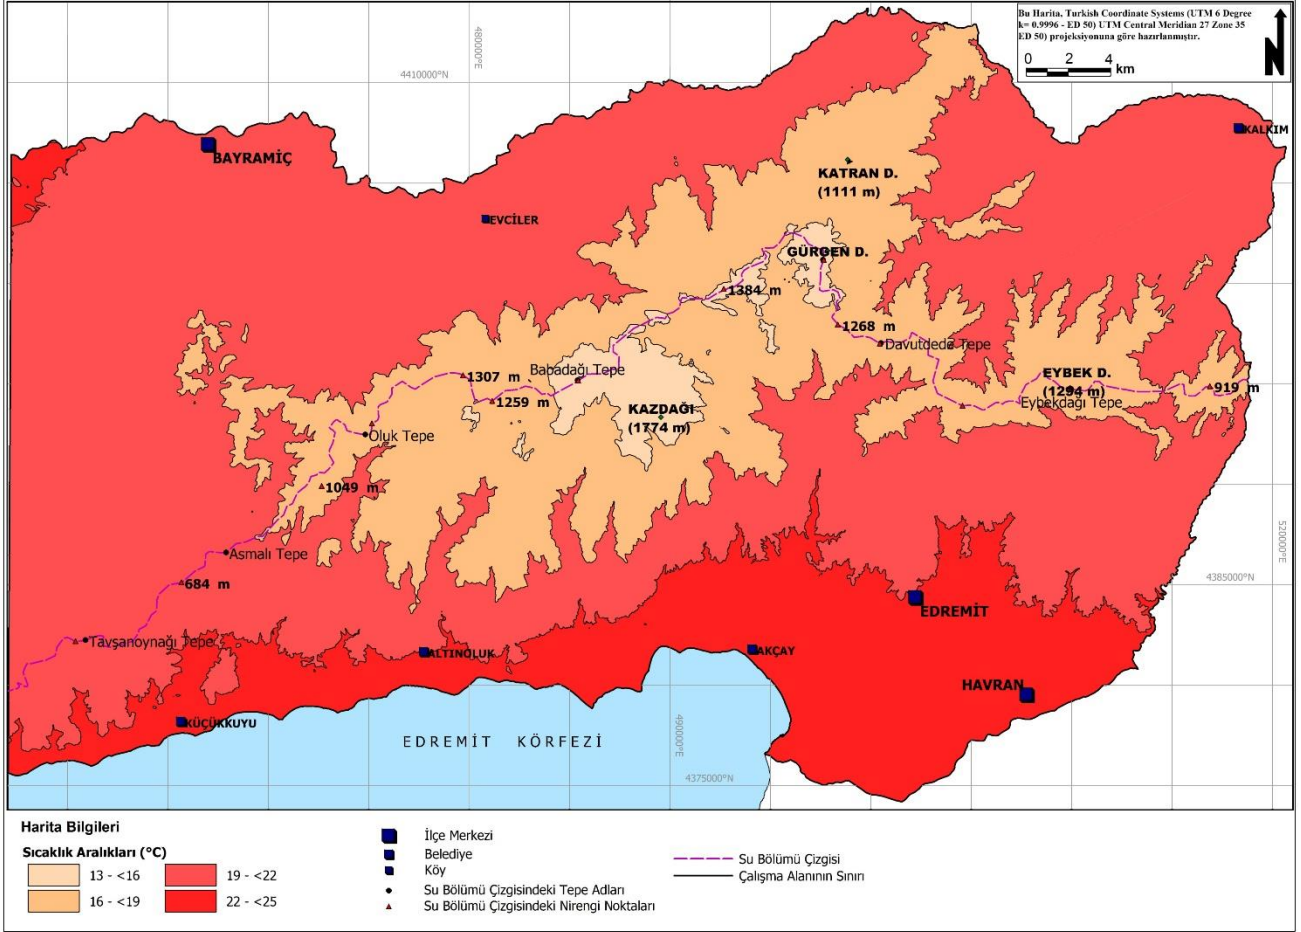 Bu Harita, Turkish Coordinate Systems (UTM 6 Degree
k= 0.9996 - ED 50) UTM Central Meridian 27 Zone 35
ED 50) projeksiyonuna göre hazırlanmıştır.
0 2 4 km
N
480000°E
4410000°N
KALKIM
BAYRAMİÇ
KATRAN D.
(1111 m)
EVCİLER
GÜRGEN D.
1384 m
1268 m
Davutdede Tepe
Babadağı Tepe
1307 m
EYBEK D.
(1294 m)
919 m
1259 m
Eybekdağı Tepe
KAZDAĞI
(1774 m)
Oluk Tepe
1049 m
520000°E
Asmalı Tepe
684 m
4385000°N
EDREMİT
Tavşanoynağı Tepe
ALTINOLUK
AKÇAY
HAVRAN
KÜÇÜKKUYU
EDREMİT KÖRFEZİ
490000°E
4375000°N
Harita Bilgileri
Sıcaklık Aralıkları (°C)
13 - <16
19 - <22
16 - <19
22 - <25
İlçe Merkezi
Belediye
Köy
Su Bölümü Çizgisindeki Tepe Adları
Su Bölümü Çizgisindeki Nirengi Noktaları
Su Bölümü Çizgisi
Çalışma Alanının Sınırı